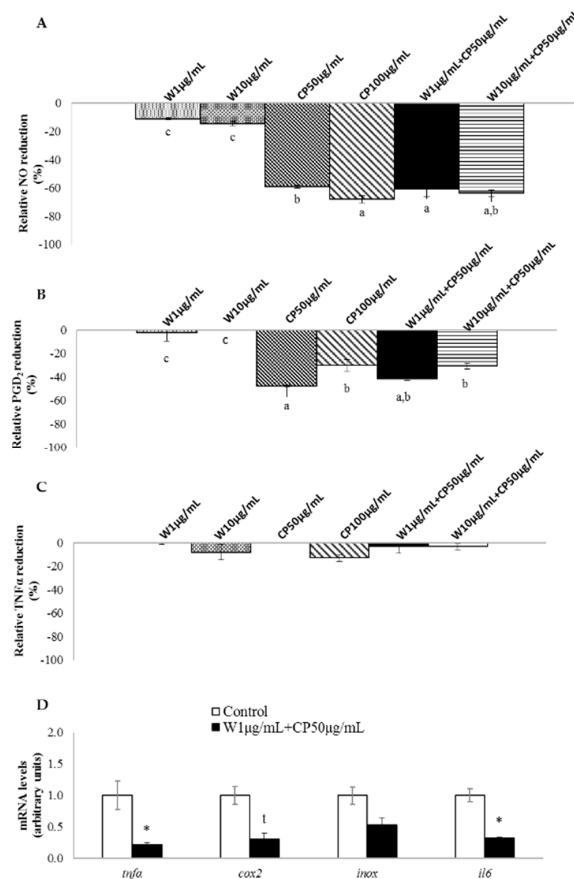 A
W1µg/mL
W10µg/mL
CP50µg/mL
CP100µg/mL
W1µg/mL+CP50µg/mL
W10µg/mL+CP50µg/mL
Relative NO reduction
(%)
0
-20
-40
-60
-80
-100
c
c
b
a
a
a,b
B
W1µg/mL
W10µg/mL
CP50µg/mL
CP100µg/mL
W1µg/mL+CP50µg/mL
W10µg/mL+CP50µg/mL
Relative PGD2 reduction
(%)
0
-20
-40
-60
-80
-100
c
c
a
b
a,b
b
C
W1µg/mL
W10µg/mL
CP50µg/mL
CP100µg/mL
W1µg/mL+CP50µg/mL
W10µg/mL+CP50µg/mL
Relative TNFα reduction
(%)
0
-20
-40
-60
-80
-100
D
Control
W1µg/mL+CP50µg/mL
mRNA levels
(arbitrary units)
2.0
1.5
1.0
0.5
0.0
*
t
*
tnfα
cox2
inox
il6